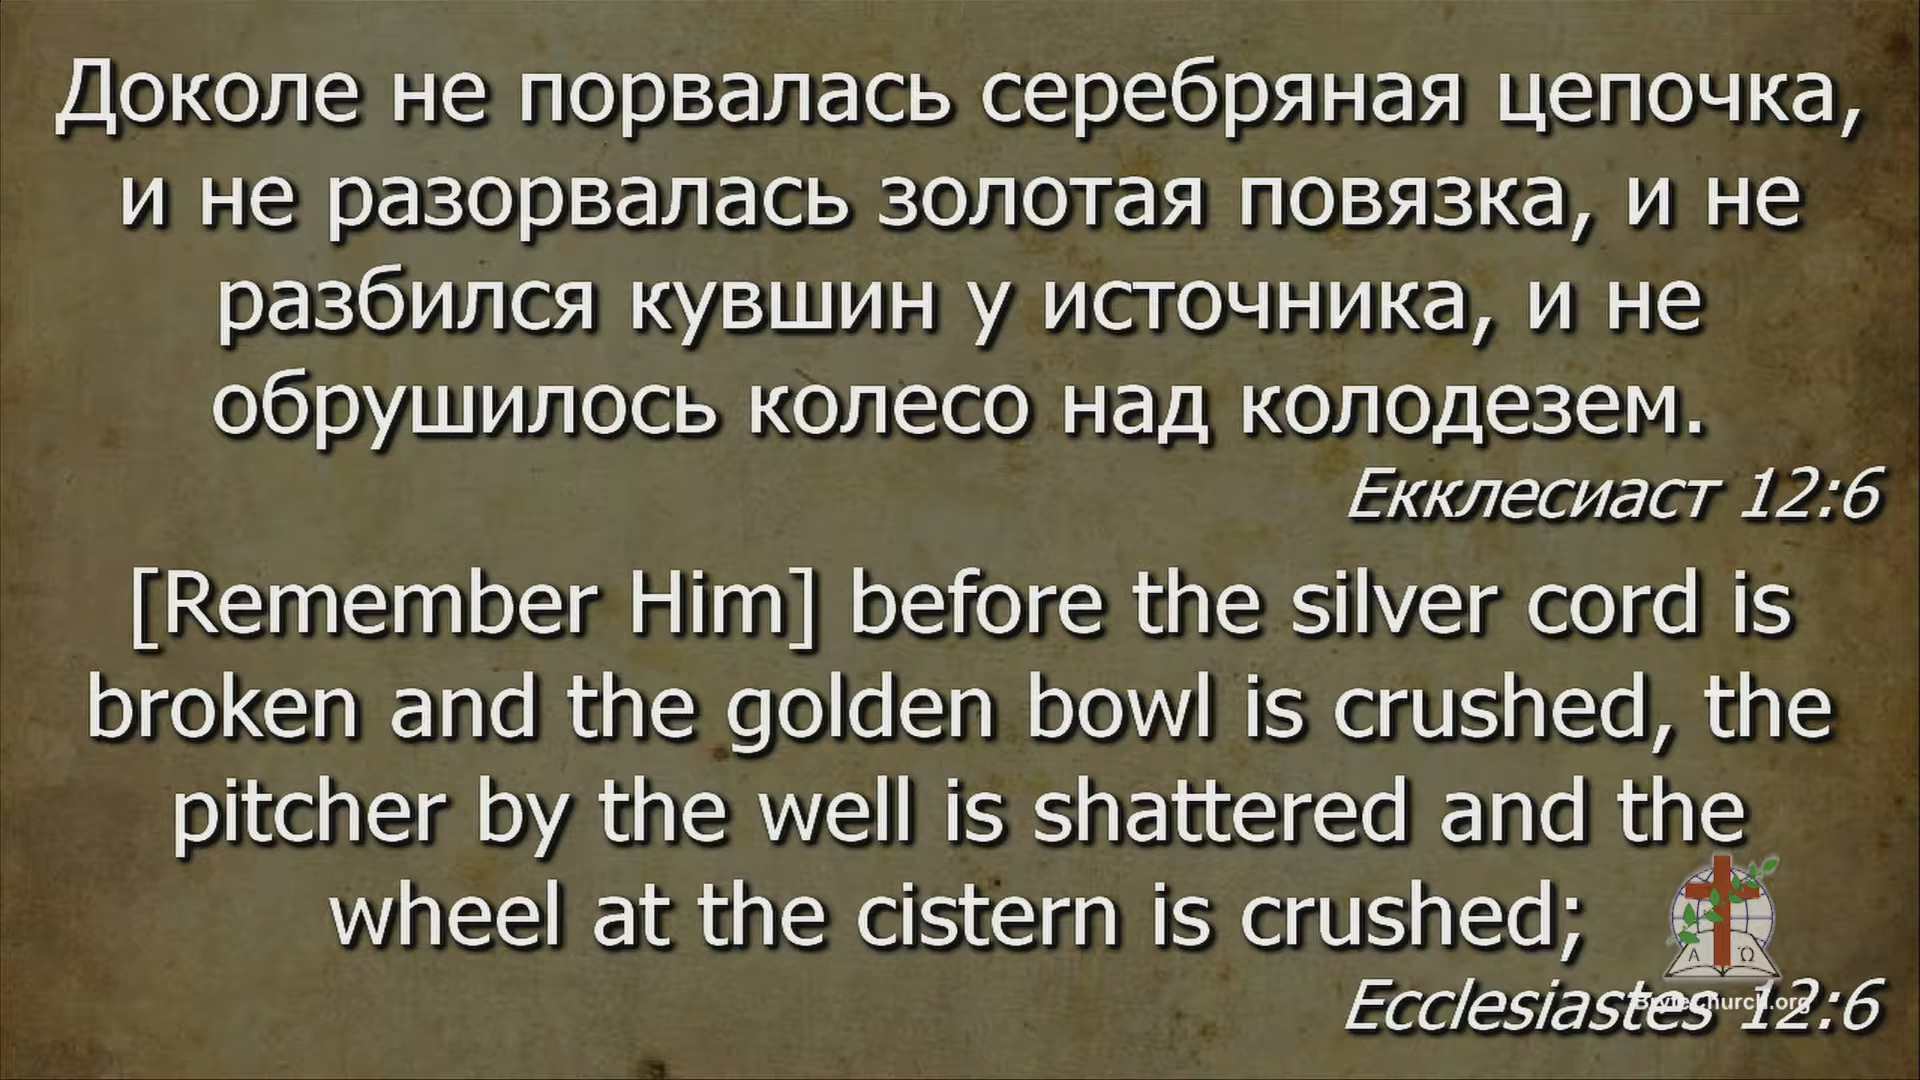 Доколе не порвалась серебряная цепочка,
и не разорвалась золотая повязка, и не
разбился кувшин у источника, и не
обрушилось колесо над колодезем.
Екклесиаст 12:6
[Remember Him] before the silver cord is
broken and the golden bowl is crushed, the
pitcher by the well is shattered and the
wheel at the cistern is crushed;
Α Ω
Ecclesiastes 12:6